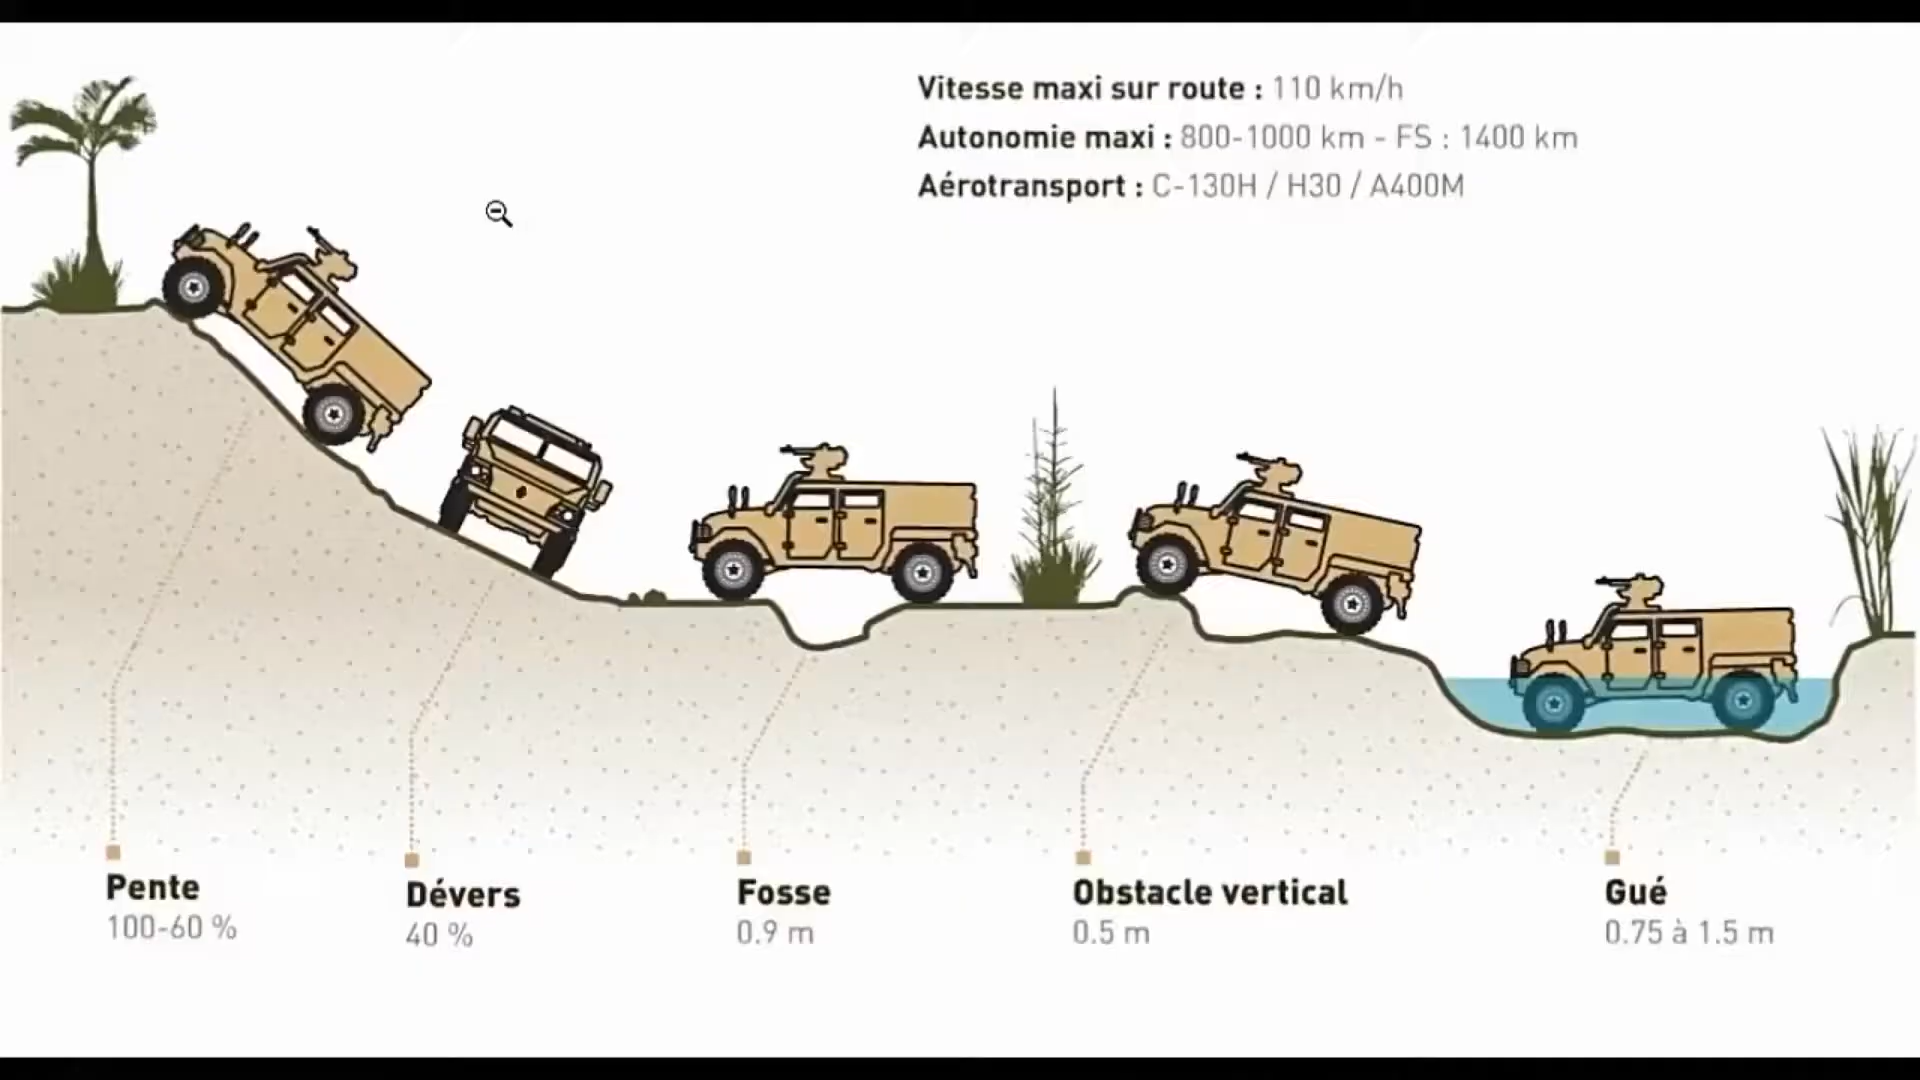 Vitesse maxi sur route : 110 km/h
Autonomie maxi : 800-1000 km - FS : 1400 km
Aérotransport : C-130H / H30 / A400M
Pente
100-60 %
Dévers
40 %
Fosse
0.9 m
Obstacle vertical
0.5 m
Gué
0.75 à 1.5 m